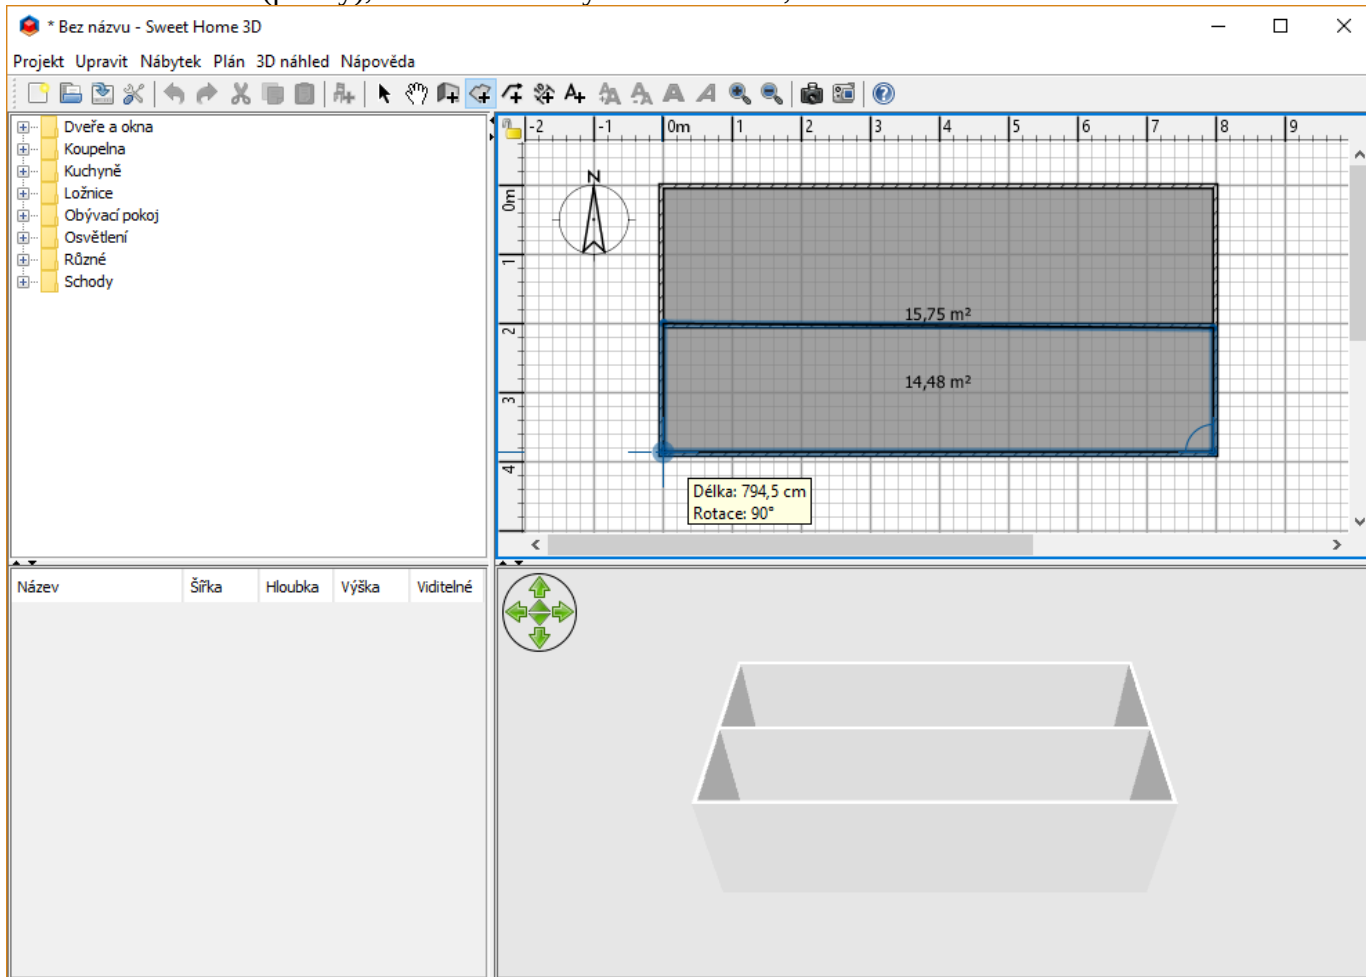 * Bez názvu - Sweet Home 3D
Projekt Upravit Nábytek Plán 3D náhled Nápověda
Dveře a okna
Koupelna
Kuchyně
Ložnice
Obývací pokoj
Osvětlení
Různé
Schody
-2 -1 0m 1 2 3 4 5 6 7 8 9
0m
1
2
3
4
N
15,75 m²
14,48 m²
Délka: 794,5 cm
Rotace: 90°
Název Šířka Hloubka Výška Viditelné